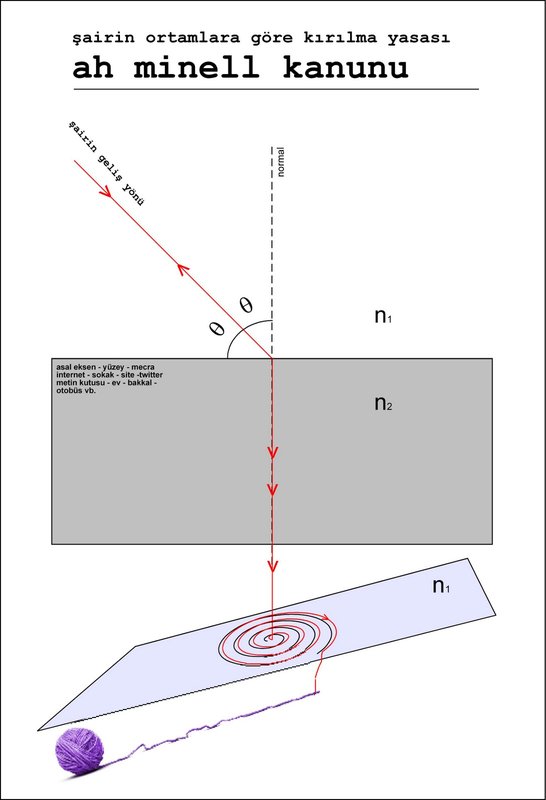 şairin ortamlara göre kırılma yasası
ah minell kanunu
şairin geliş yönü
normal
θ
θ
n1
asal eksen - yüzey - mecra
internet - sokak - site -twitter
metin kutusu - ev - bakkal -
otobüs vb.
n2
n1